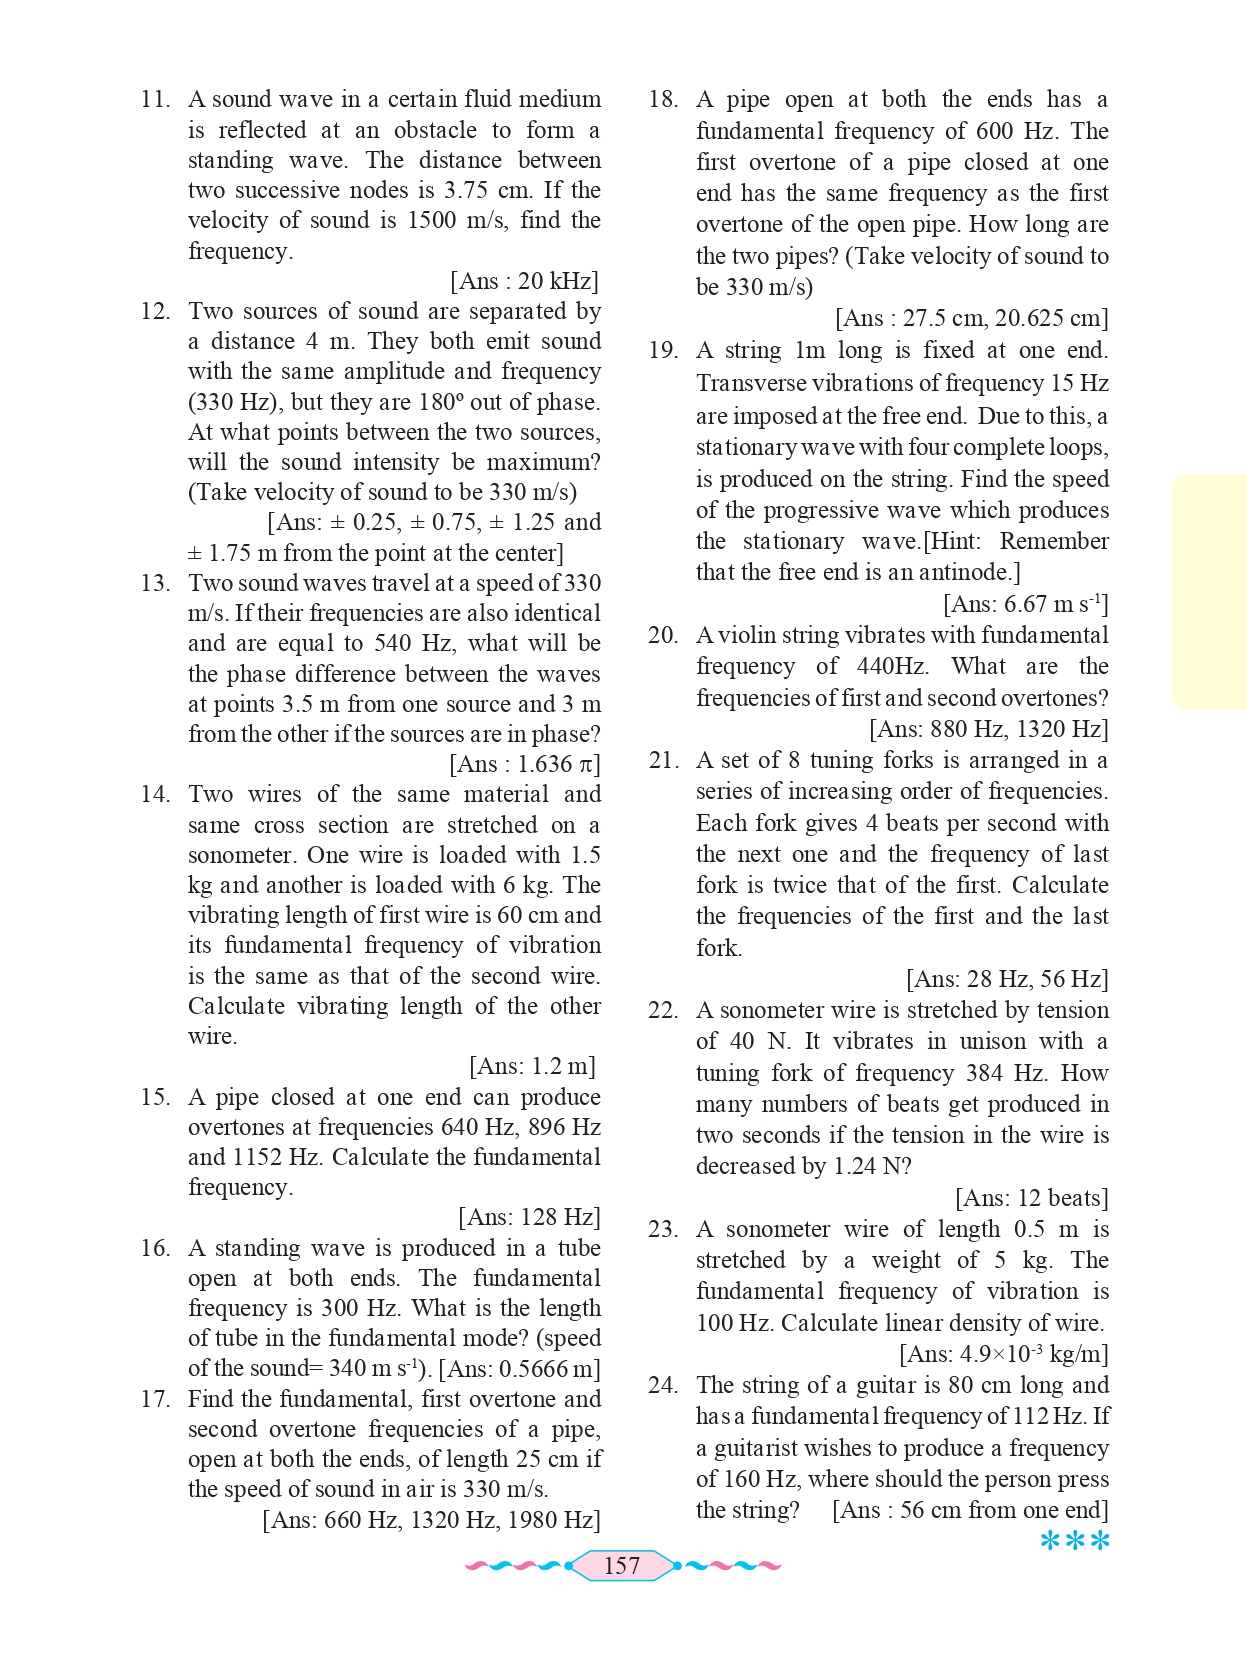 11. A sound wave in a certain fluid medium
is reflected at an obstacle to form a
standing wave. The distance between
two successive nodes is 3.75 cm. If the
velocity of sound is 1500 m/s, find the
frequency.
[Ans : 20 kHz]
12. Two sources of sound are separated by
a distance 4 m. They both emit sound
with the same amplitude and frequency
(330 Hz), but they are 180º out of phase.
At what points between the two sources,
will the sound intensity be maximum?
(Take velocity of sound to be 330 m/s)
[Ans: ± 0.25, ± 0.75, ± 1.25 and
± 1.75 m from the point at the center]
13. Two sound waves travel at a speed of 330
m/s. If their frequencies are also identical
and are equal to 540 Hz, what will be
the phase difference between the waves
at points 3.5 m from one source and 3 m
from the other if the sources are in phase?
[Ans : 1.636 π]
14. Two wires of the same material and
same cross section are stretched on a
sonometer. One wire is loaded with 1.5
kg and another is loaded with 6 kg. The
vibrating length of first wire is 60 cm and
its fundamental frequency of vibration
is the same as that of the second wire.
Calculate vibrating length of the other
wire.
[Ans: 1.2 m]
15. A pipe closed at one end can produce
overtones at frequencies 640 Hz, 896 Hz
and 1152 Hz. Calculate the fundamental
frequency.
[Ans: 128 Hz]
16. A standing wave is produced in a tube
open at both ends. The fundamental
frequency is 300 Hz. What is the length
of tube in the fundamental mode? (speed
of the sound= 340 m s⁻¹). [Ans: 0.5666 m]
17. Find the fundamental, first overtone and
second overtone frequencies of a pipe,
open at both the ends, of length 25 cm if
the speed of sound in air is 330 m/s.
[Ans: 660 Hz, 1320 Hz, 1980 Hz]
18. A pipe open at both the ends has a
fundamental frequency of 600 Hz. The
first overtone of a pipe closed at one
end has the same frequency as the first
overtone of the open pipe. How long are
the two pipes? (Take velocity of sound to
be 330 m/s)
[Ans : 27.5 cm, 20.625 cm]
19. A string 1m long is fixed at one end.
Transverse vibrations of frequency 15 Hz
are imposed at the free end. Due to this, a
stationary wave with four complete loops,
is produced on the string. Find the speed
of the progressive wave which produces
the stationary wave.[Hint: Remember
that the free end is an antinode.]
[Ans: 6.67 m s⁻¹]
20. A violin string vibrates with fundamental
frequency of 440Hz. What are the
frequencies of first and second overtones?
[Ans: 880 Hz, 1320 Hz]
21. A set of 8 tuning forks is arranged in a
series of increasing order of frequencies.
Each fork gives 4 beats per second with
the next one and the frequency of last
fork is twice that of the first. Calculate
the frequencies of the first and the last
fork.
[Ans: 28 Hz, 56 Hz]
22. A sonometer wire is stretched by tension
of 40 N. It vibrates in unison with a
tuning fork of frequency 384 Hz. How
many numbers of beats get produced in
two seconds if the tension in the wire is
decreased by 1.24 N?
[Ans: 12 beats]
23. A sonometer wire of length 0.5 m is
stretched by a weight of 5 kg. The
fundamental frequency of vibration is
100 Hz. Calculate linear density of wire.
[Ans: 4.9×10⁻³ kg/m]
24. The string of a guitar is 80 cm long and
has a fundamental frequency of 112 Hz. If
a guitarist wishes to produce a frequency
of 160 Hz, where should the person press
the string? [Ans : 56 cm from one end]
***
157